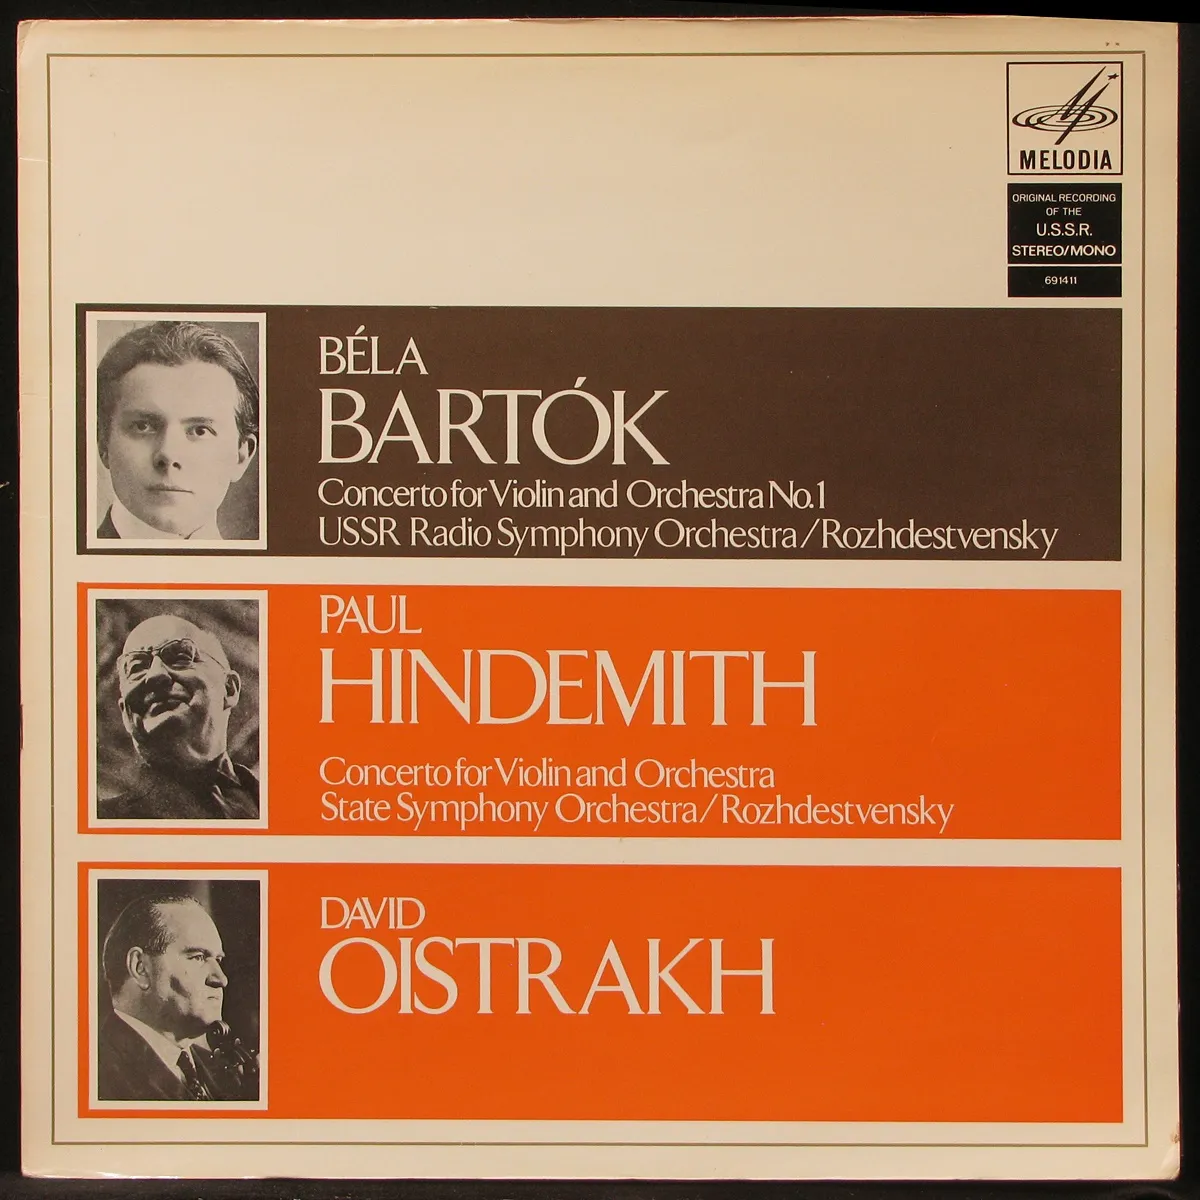 MELODIA
ORIGINAL RECORDING
OF THE
U.S.S.R.
STEREO/MONO
691411
BÉLA
BARTÓK
Concerto for Violin and Orchestra No.1
USSR Radio Symphony Orchestra/Rozhdestvensky
PAUL
HINDEMITH
Concerto for Violin and Orchestra
State Symphony Orchestra/Rozhdestvensky
DAVID
OISTRAKH